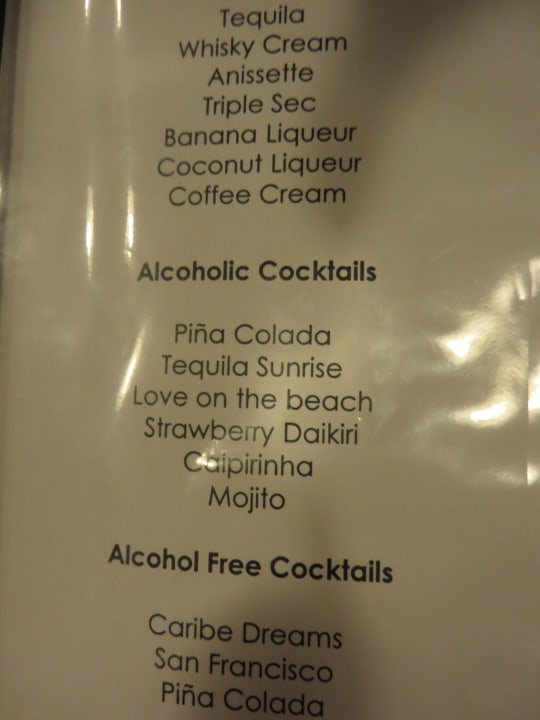 Tequila
Whisky Cream
Anissette
Triple Sec
Banana Liqueur
Coconut Liqueur
Coffee Cream
Alcoholic Cocktails
Piña Colada
Tequila Sunrise
Love on the beach
Strawberry Daikiri
Caipirinha
Mojito
Alcohol Free Cocktails
Caribe Dreams
San Francisco
Piña Colada